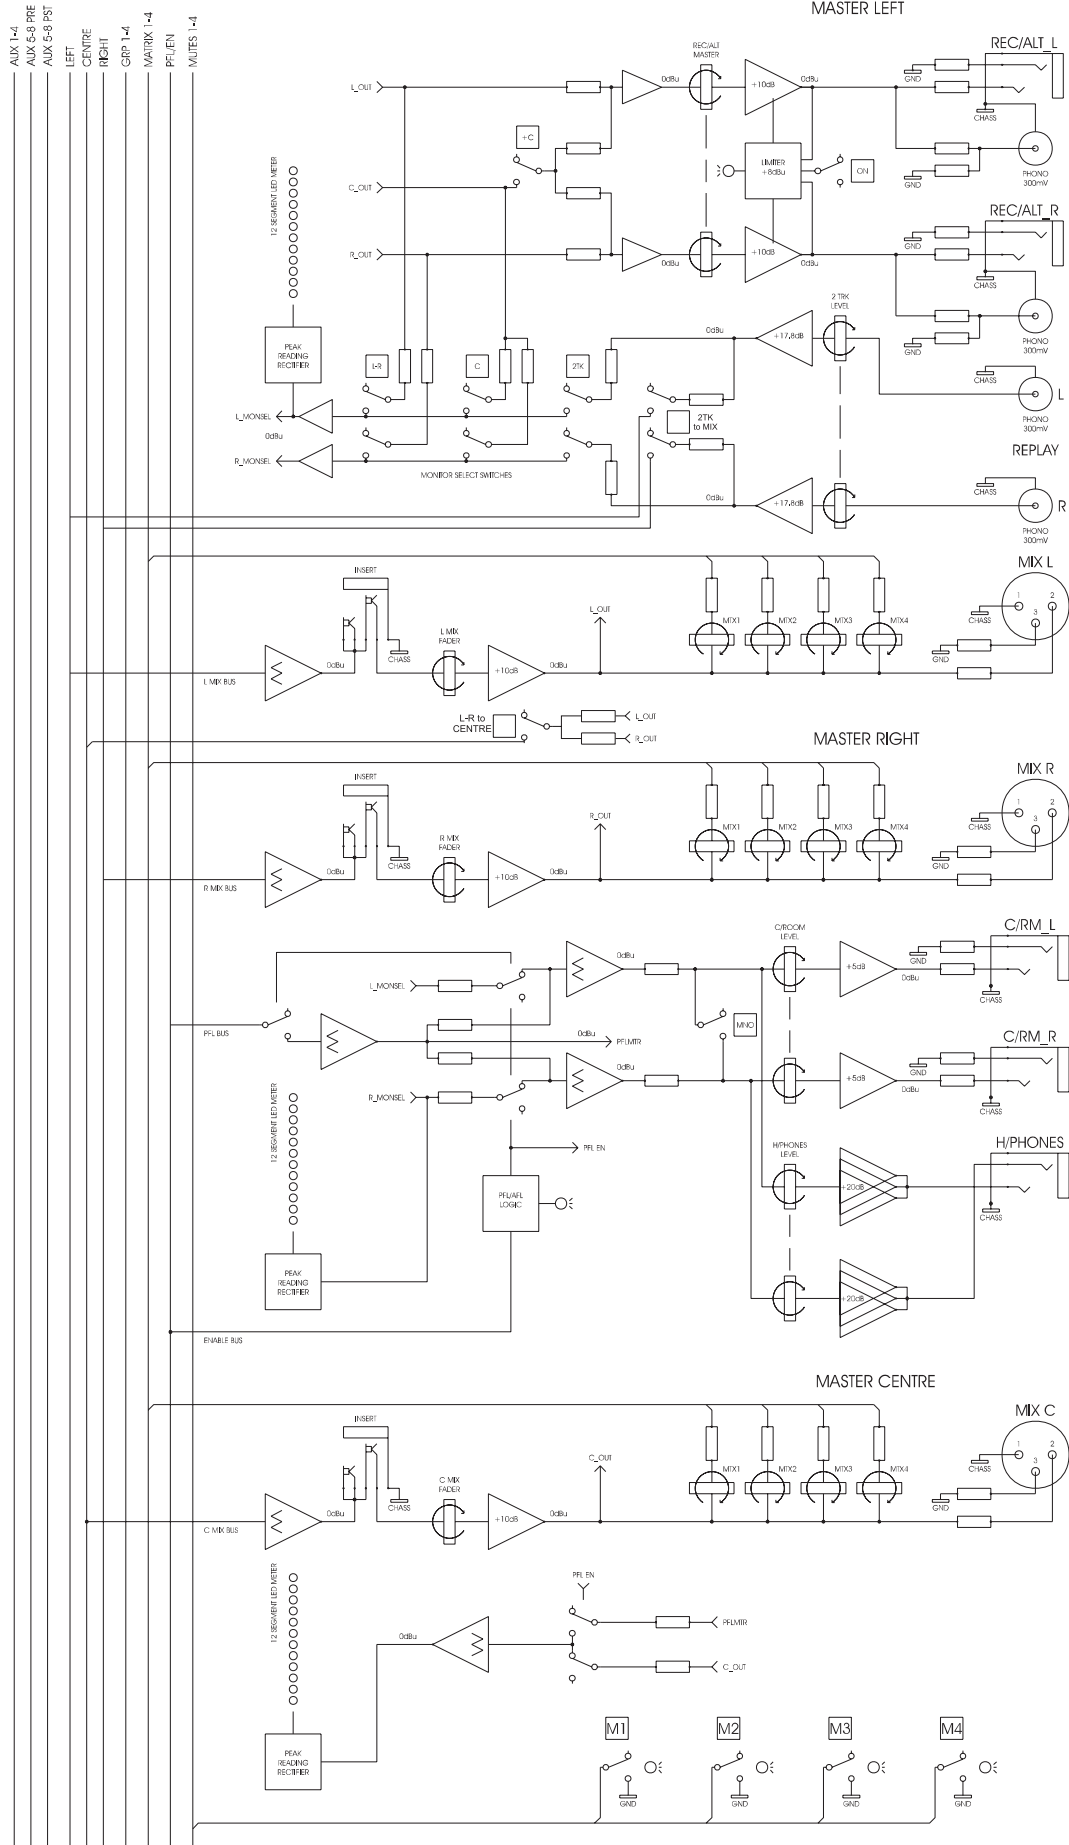 AUX 1-4
AUX 5-8 PRE
AUX 5-8 PST
LEFT
CENTRE
RIGHT
GRP 1-4
MATRIX 1-4
PFL/EN
MUTES 1-4
MASTER LEFT
REC/ALT
MASTER
REC/ALT_L
L_OUT
0dBu
+10dB
0dBu
GND
CHASS
+C
12 SEGMENT LED METER
C_OUT
LIMITER
+8dBu
ON
GND
PHONO
300mV
REC/ALT_R
R_OUT
0dBu
+10dB
0dBu
GND
CHASS
2 TRK
LEVEL
PEAK
READING
RECTIFIER
L-R
C
2TK
0dBu
+17.8dB
GND
PHONO
300mV
CHASS
L
L_MONSEL
0dBu
R_MONSEL
2TK
to MIX
PHONO
300mV
MONITOR SELECT SWITCHES
REPLAY
0dBu
+17.8dB
CHASS
R
PHONO
300mV
MIX L
INSERT
L_OUT
MTX1
MTX2
MTX3
MTX4
1
2
3
CHASS
L MIX
FADER
CHASS
GND
L MIX BUS
0dBu
+10dB
0dBu
L-R to
CENTRE
L_OUT
R_OUT
MASTER RIGHT
MIX R
INSERT
R_OUT
MTX1
MTX2
MTX3
MTX4
1
2
3
CHASS
R MIX
FADER
CHASS
GND
R MIX BUS
0dBu
+10dB
0dBu
C/ROOM
LEVEL
C/RM_L
L_MONSEL
0dBu
+5dB
0dBu
GND
CHASS
PFL BUS
0dBu
PFLMTR
MNO
C/RM_R
0dBu
+5dB
0dBu
GND
CHASS
R_MONSEL
12 SEGMENT LED METER
PFL EN
H/PHONES
LEVEL
H/PHONES
PFL/AFL
LOGIC
+20dB
CHASS
PEAK
READING
RECTIFIER
+20dB
ENABLE BUS
MASTER CENTRE
MIX C
INSERT
C_OUT
MTX1
MTX2
MTX3
MTX4
1
2
3
CHASS
C MIX
FADER
CHASS
GND
C MIX BUS
0dBu
+10dB
0dBu
12 SEGMENT LED METER
PFL EN
PFLMTR
0dBu
C_OUT
PEAK
READING
RECTIFIER
M1
M2
M3
M4
GND
GND
GND
GND